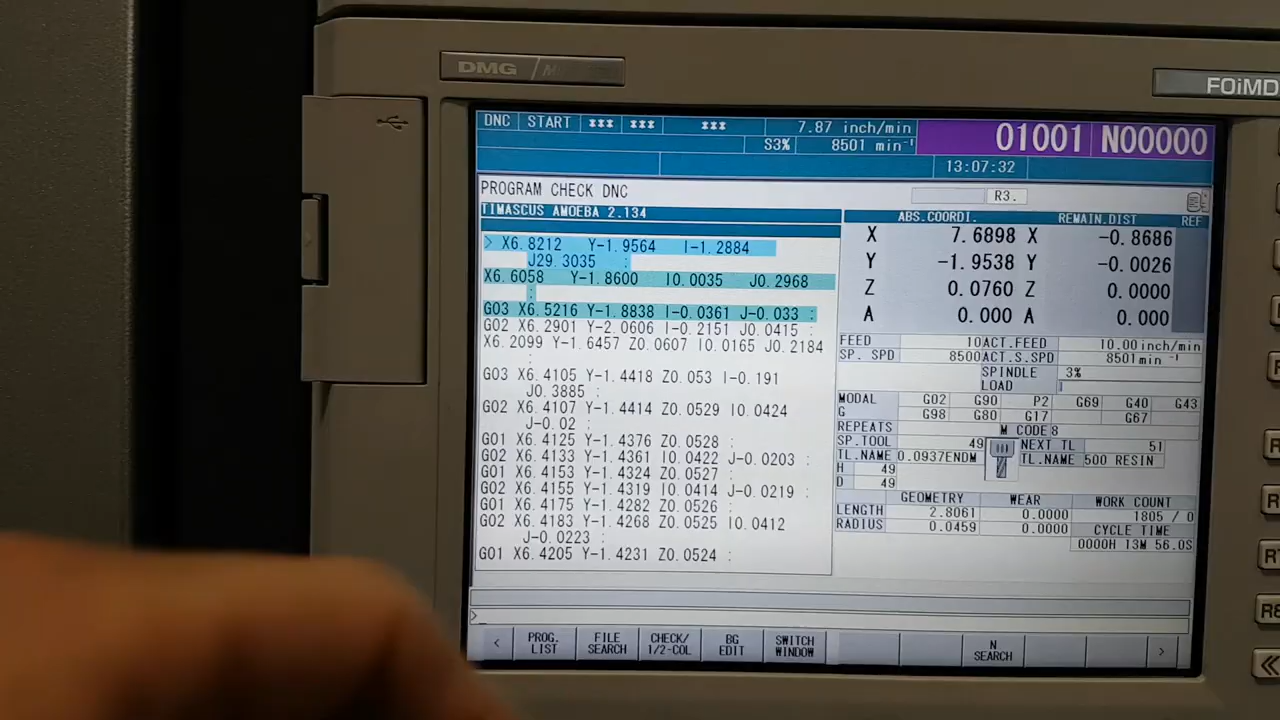 DMG
F0iMD
DNC START *** *** *** 7.87 inch/min
S3% 8501 min⁻¹
O1001 N00000
13:07:32
PROGRAM CHECK DNC
R3.
TIMASCUS AMOEBA 2.134
> X6.8212 Y-1.9564 I-1.2884
J29.3035 ;
X6.6058 Y-1.8600 I0.0035 J0.2968
;
G03 X6.5216 Y-1.8838 I-0.0361 J-0.033 ;
G02 X6.2901 Y-2.0606 I-0.2151 J0.0415 ;
X6.2099 Y-1.6457 Z0.0607 I0.0165 J0.2184
;
G03 X6.4105 Y-1.4418 Z0.053 I-0.191
J0.3885 ;
G02 X6.4107 Y-1.4414 Z0.0529 I0.0424
J-0.02 ;
G01 X6.4125 Y-1.4376 Z0.0528 ;
G02 X6.4133 Y-1.4361 I0.0422 J-0.0203 ;
G01 X6.4153 Y-1.4324 Z0.0527 ;
G02 X6.4155 Y-1.4319 I0.0414 J-0.0219 ;
G01 X6.4175 Y-1.4282 Z0.0526 ;
G02 X6.4183 Y-1.4268 Z0.0525 I0.0412
J-0.0223 ;
G01 X6.4205 Y-1.4231 Z0.0524 ;
ABS.COORDI. REMAIN.DIST REF
X 7.6898 X -0.8686
Y -1.9538 Y -0.0026
Z 0.0760 Z 0.0000
A 0.000 A 0.000
FEED 10 ACT.FEED 10.00 inch/min
SP. SPD 8500 ACT.S.SPD 8501 min⁻¹
SPINDLE 3%
LOAD
MODAL G02 G90 P2 G69 G40 G43
G G98 G80 G17 G67
REPEATS M CODE 8
SP.TOOL 49 NEXT TL 51
TL.NAME 0.0937ENDM TL.NAME 500 RESIN
H 49
D 49
GEOMETRY WEAR WORK COUNT
LENGTH 2.8061 0.0000 1805 / 0
RADIUS 0.0459 0.0000 CYCLE TIME
0000H 13M 56.0S
>_
< PROG. LIST FILE SEARCH CHECK/ 1/2-COL BG EDIT SWITCH WINDOW N SEARCH >